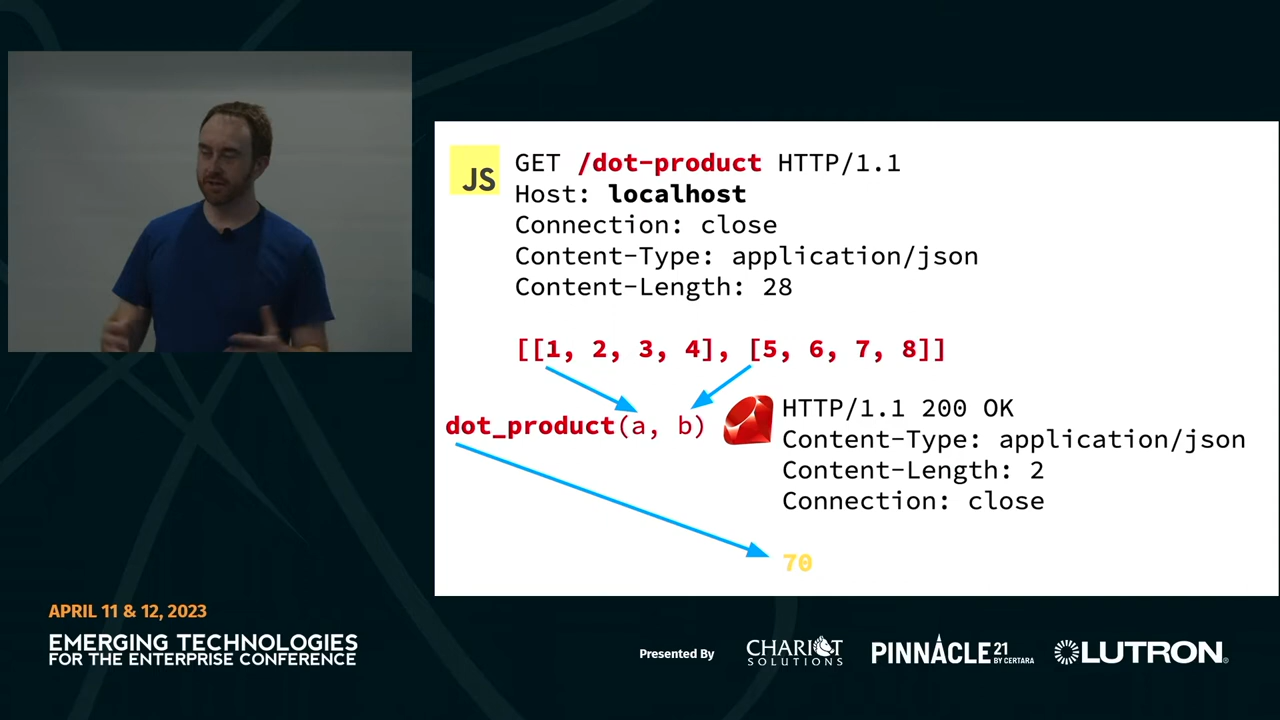 JS
GET /dot-product HTTP/1.1
Host: localhost
Connection: close
Content-Type: application/json
Content-Length: 28
[[1, 2, 3, 4], [5, 6, 7, 8]]
dot_product(a, b)
HTTP/1.1 200 OK
Content-Type: application/json
Content-Length: 2
Connection: close
70
APRIL 11 & 12, 2023
EMERGING TECHNOLOGIES
FOR THE ENTERPRISE CONFERENCE
Presented By
CHARIOT
SOLUTIONS
PINNACLE 21
BY CERTARA
LUTRON®